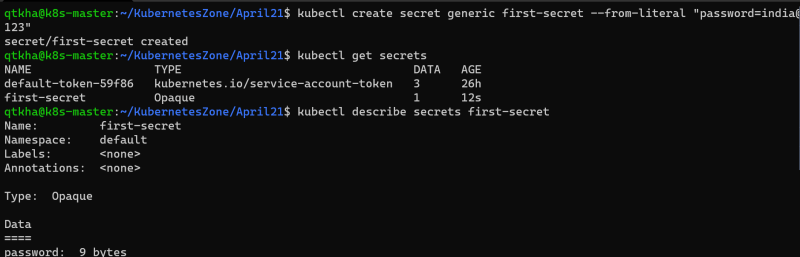 qtkha@k8s-master:~/KubernetesZone/April21$ kubectl create secret generic first-secret --from-literal "password=india@
123"
secret/first-secret created
qtkha@k8s-master:~/KubernetesZone/April21$ kubectl get secrets
NAME                  TYPE                                  DATA   AGE
default-token-59f86   kubernetes.io/service-account-token   3      26h
first-secret          Opaque                                1      12s
qtkha@k8s-master:~/KubernetesZone/April21$ kubectl describe secrets first-secret
Name:         first-secret
Namespace:    default
Labels:       <none>
Annotations:  <none>

Type:  Opaque

Data
====
password:  9 bytes